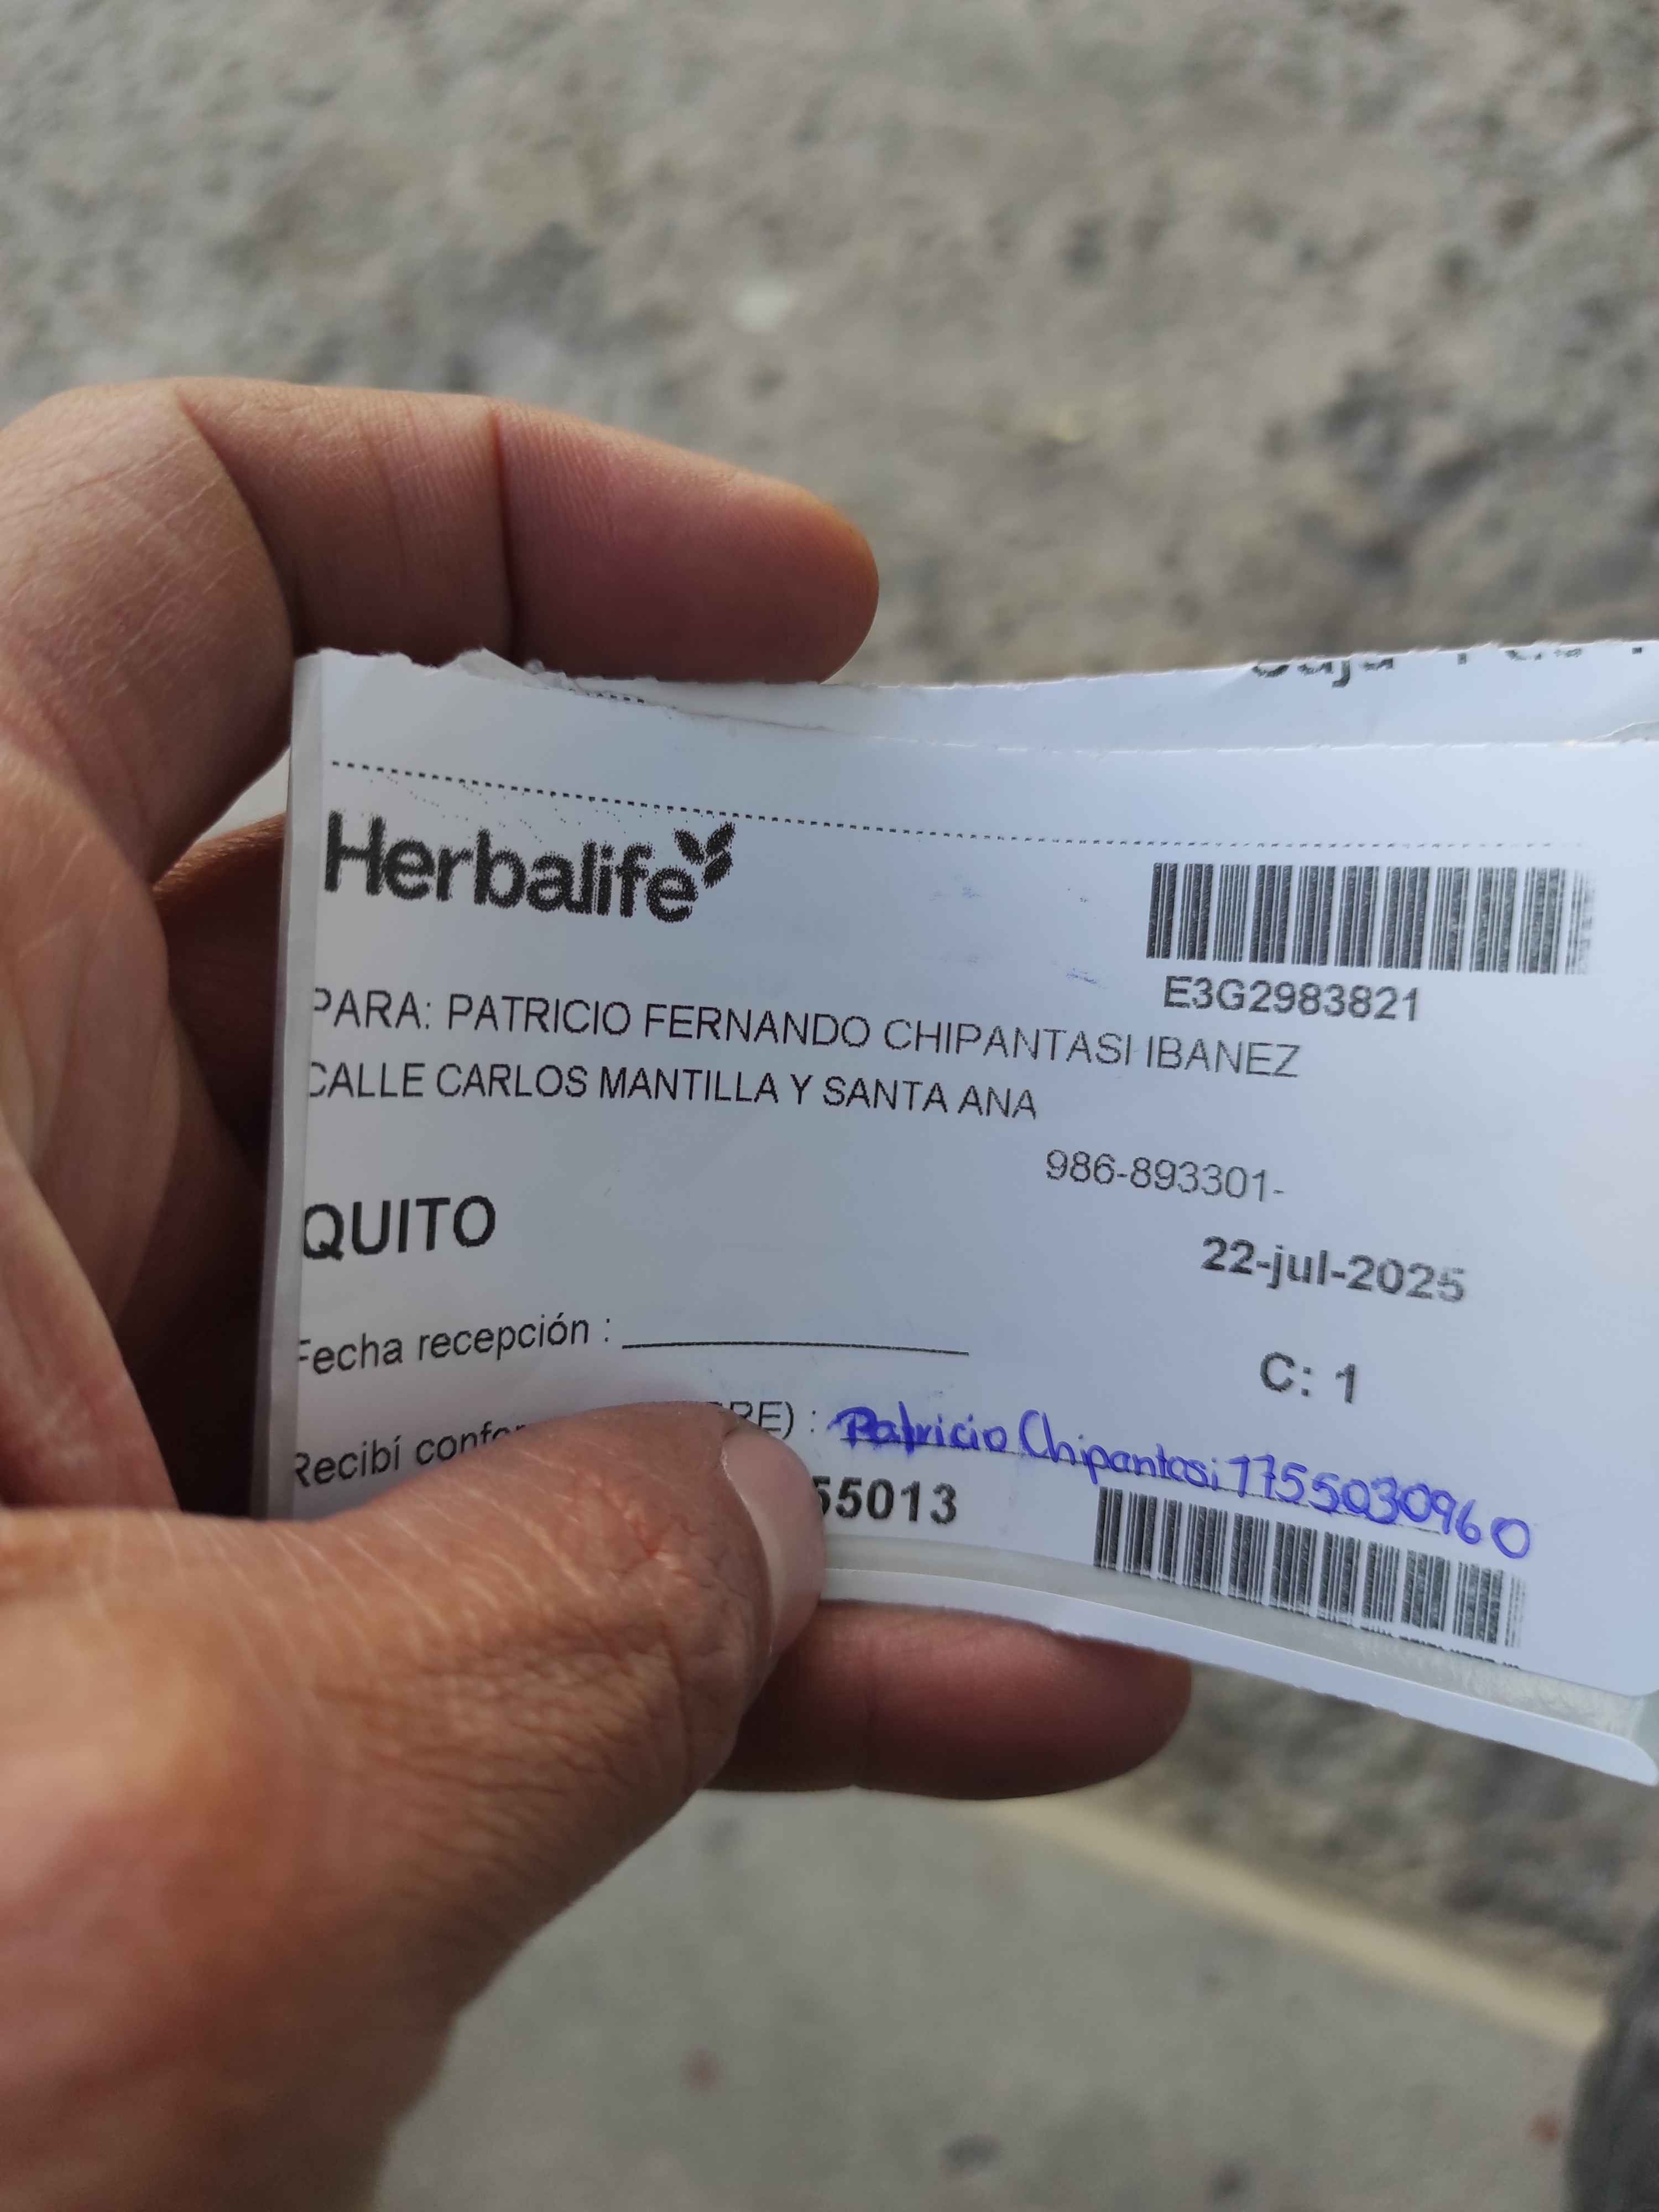 Herbalife
E3G2983821
PARA: PATRICIO FERNANDO CHIPANTASI IBANEZ
CALLE CARLOS MANTILLA Y SANTA ANA
986-893301-
QUITO
22-jul-2025
Fecha recepción :
C: 1
Recibí : Patricio Chipantasi 1755030960
55013